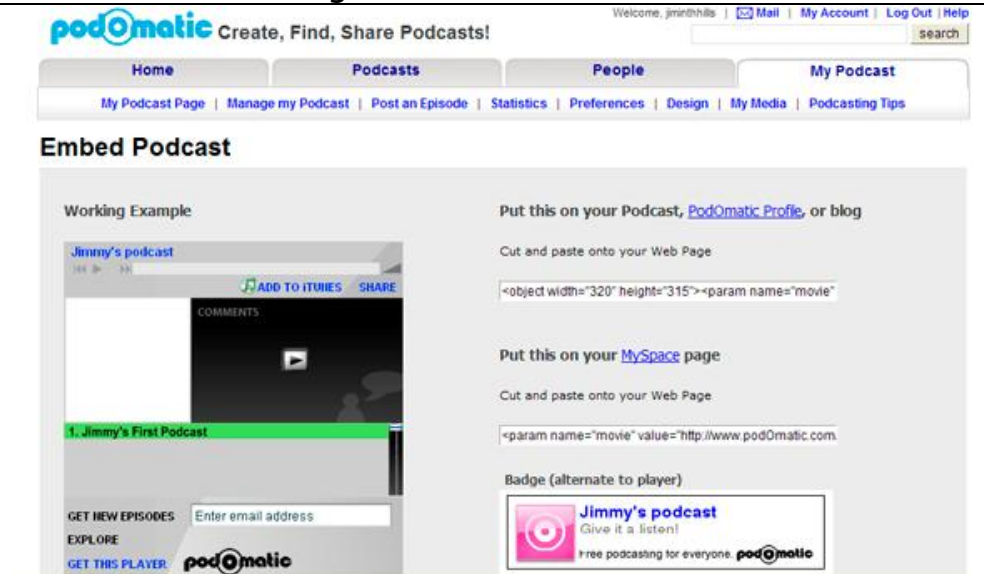 Welcome, jminthhills | Mail | My Account | Log Out | Help
podOmatic Create, Find, Share Podcasts!
search
Home Podcasts People My Podcast
My Podcast Page | Manage my Podcast | Post an Episode | Statistics | Preferences | Design | My Media | Podcasting Tips
Embed Podcast
Working Example
Jimmy's podcast
ADD TO iTUNES SHARE
COMMENTS
1. Jimmy's First Podcast
GET NEW EPISODES Enter email address
EXPLORE
GET THIS PLAYER podOmatic
Put this on your Podcast, PodOmatic Profile, or blog
Cut and paste onto your Web Page
<object width="320" height="315"><param name="movie"
Put this on your MySpace page
Cut and paste onto your Web Page
<param name="movie" value="http://www.podOmatic.com
Badge (alternate to player)
Jimmy's podcast
Give it a listen!
Free podcasting for everyone. podOmatic